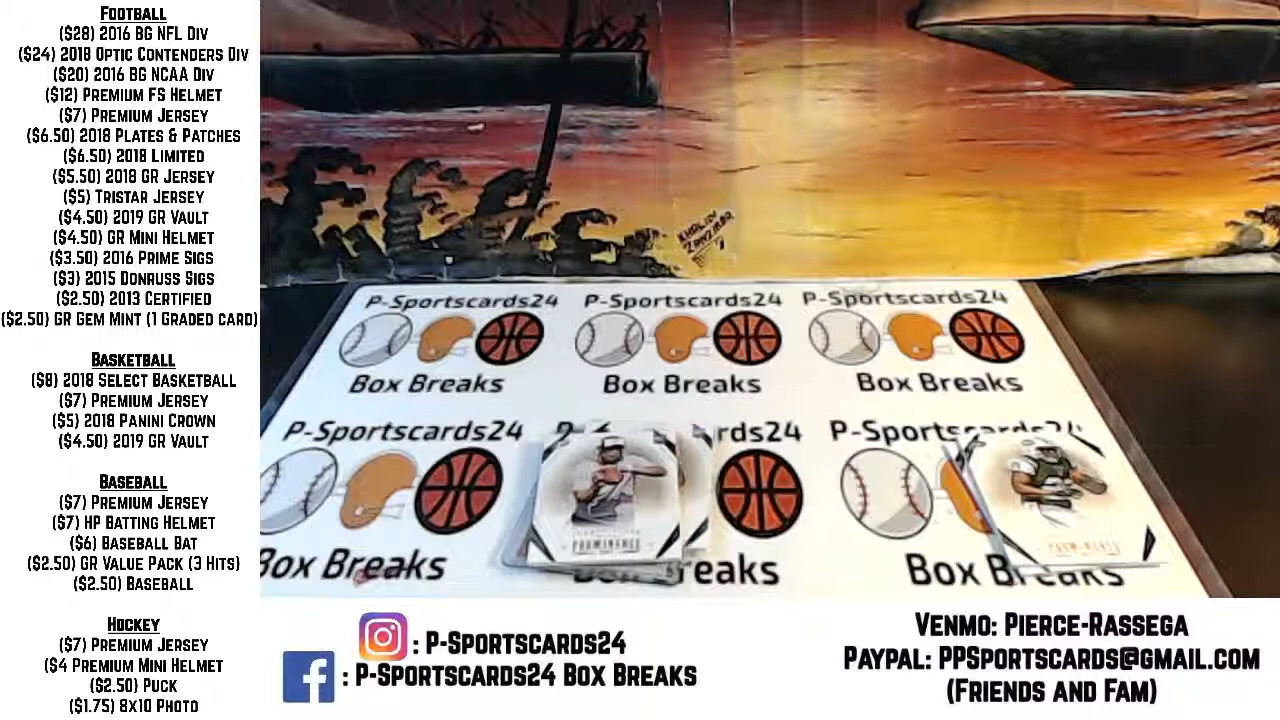 Football
($28) 2016 BG NFL Div
($24) 2018 Optic Contenders Div
($20) 2016 BG NCAA Div
($12) Premium FS Helmet
($7) Premium Jersey
($6.50) 2018 Plates & Patches
($6.50) 2018 Limited
($5.50) 2018 GR Jersey
($5) Tristar Jersey
($4.50) 2019 GR Vault
($4.50) GR Mini Helmet
($3.50) 2016 Prime Sigs
($3) 2015 Donruss Sigs
($2.50) 2013 Certified
($2.50) GR Gem Mint (1 Graded card)
Basketball
($8) 2018 Select Basketball
($7) Premium Jersey
($5) 2018 Panini Crown
($4.50) 2019 GR Vault
Baseball
($7) Premium Jersey
($7) HP Batting Helmet
($6) Baseball Bat
($2.50) GR Value Pack (3 Hits)
($2.50) Baseball
Hockey
($7) Premium Jersey
($4 Premium Mini Helmet
($2.50) Puck
($1.75) 8x10 Photo
P-Sportscards24 P-Sportscards24 P-Sportscards24
Box Breaks Box Breaks Box Breaks
P-Sportscards24 rds24 P-Sportscards24
Prominence
Box Breaks reaks Box Breaks
: P-Sportscards24
: P-Sportscards24 Box Breaks
Venmo: Pierce-Rassega
Paypal: PPSportscards@gmail.com
(Friends and Fam)